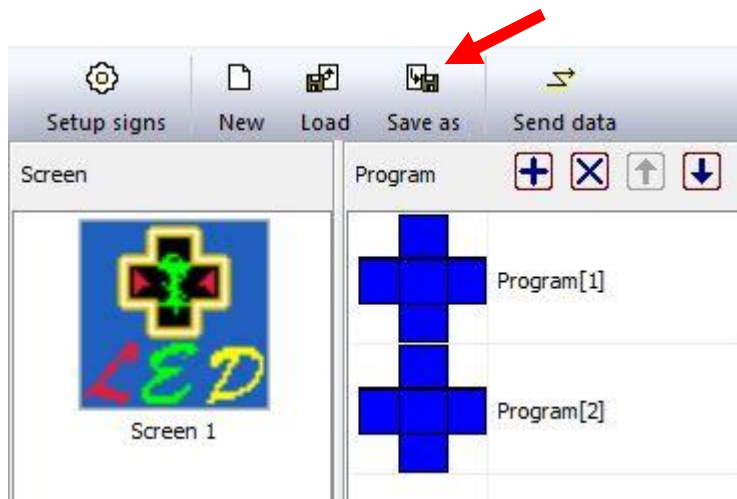 Setup signs New Load Save as Send data
Screen Program
Program[1]
LED
Screen 1
Program[2]